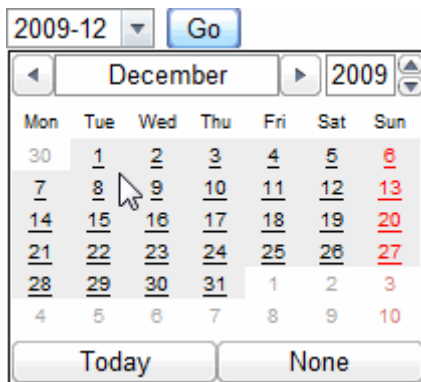 2009-12 Go
December 2009
Mon Tue Wed Thu Fri Sat Sun
30 1 2 3 4 5 6
7 8 9 10 11 12 13
14 15 16 17 18 19 20
21 22 23 24 25 26 27
28 29 30 31 1 2 3
4 5 6 7 8 9 10
Today None